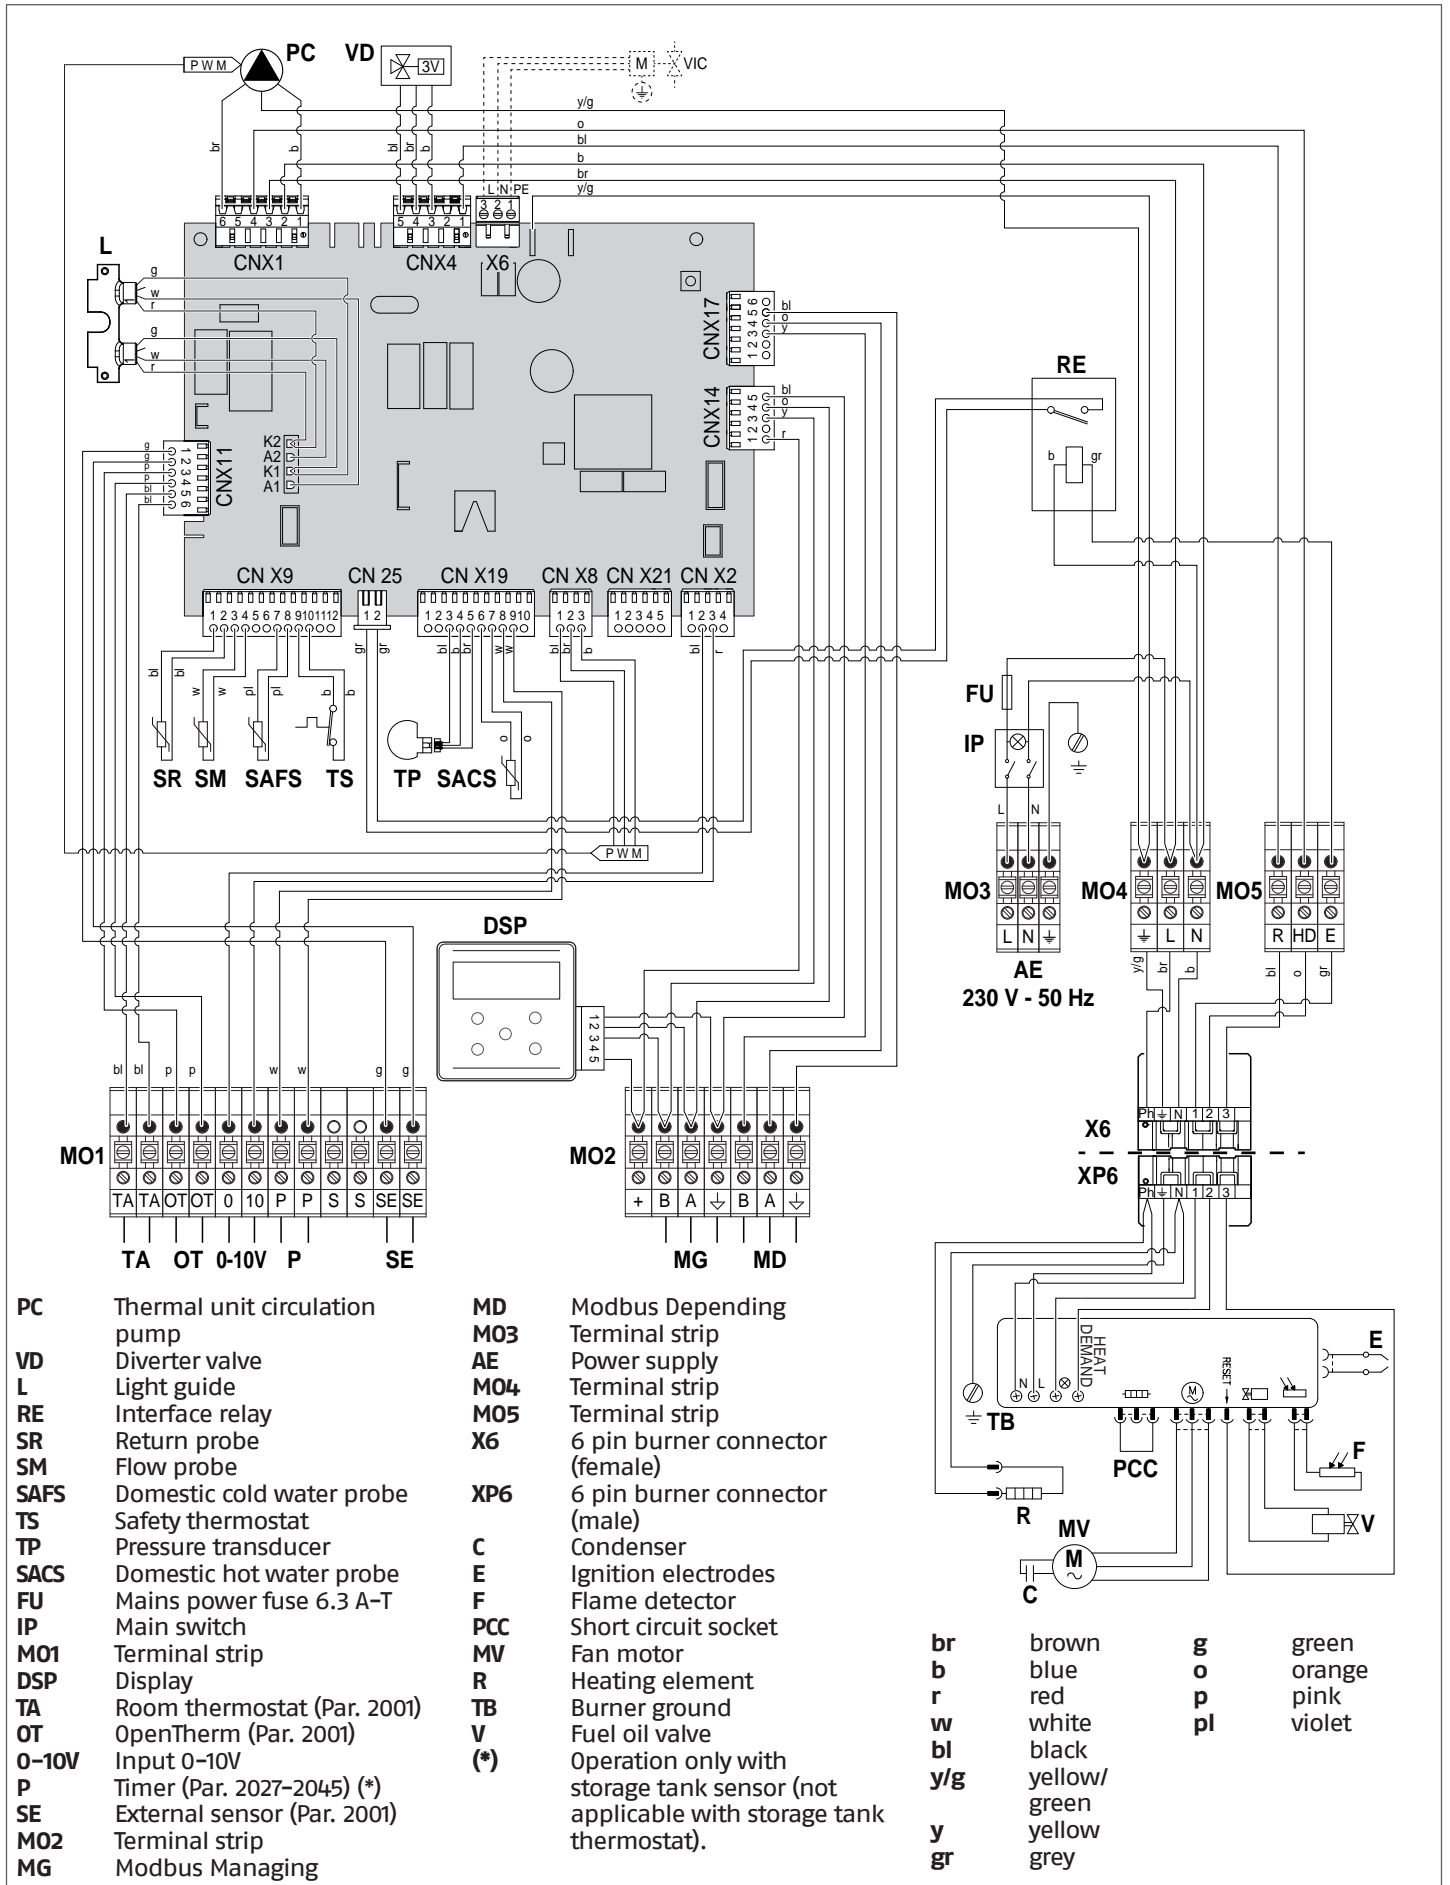 PWM
PC
VD
3V
M
VIC
y/g
o
bl
b
br
y/g
br
b
bl
br
b
L N PE
6 5 4 3 2 1
5 4 3 2 1
3 2 1
CNX1
CNX4
X6
L
g
w
r
g
w
r
CNX17
1 2 3 4 5 6
bl
o
y
CNX14
1 2 3 4 5
bl
o
y
r
RE
b
gr
K2
A2
K1
A1
CNX11
1 2 3 4 5 6
g
g
p
p
bl
bl
CN X9
CN 25
CN X19
CN X8
CN X21
CN X2
1 2 3 4 5 6 7 8 9 10 11 12
1 2
1 2 3 4 5 6 7 8 9 10
1 2 3
1 2 3 4 5
1 2 3 4
bl
bl
w
w
pl
pl
b
b
gr
gr
bl
b
br
w
w
o
o
bl
br
b
bl
r
SR
SM
SAFS
TS
TP
SACS
PWM
FU
IP
L
N
MO3
MO4
MO5
L N
L N
R HD E
AE
230 V - 50 Hz
y/g
br
b
bl
o
gr
DSP
1 2 3 4 5
bl
bl
p
p
w
w
g
g
MO1
TA TA OT OT 0 10 P P S S SE SE
TA
OT
0-10V
P
SE
MO2
+ B A B A
MG
MD
Ph N 1 2 3
X6
XP6
Ph N 1 2 3
HEAT DEMAND
N L
RESET
M
TB
PCC
R
MV
M
C
E
F
V
PC Thermal unit circulation
pump
VD Diverter valve
L Light guide
RE Interface relay
SR Return probe
SM Flow probe
SAFS Domestic cold water probe
TS Safety thermostat
TP Pressure transducer
SACS Domestic hot water probe
FU Mains power fuse 6.3 A-T
IP Main switch
MO1 Terminal strip
DSP Display
TA Room thermostat (Par. 2001)
OT OpenTherm (Par. 2001)
0-10V Input 0-10V
P Timer (Par. 2027-2045) (*)
SE External sensor (Par. 2001)
MO2 Terminal strip
MG Modbus Managing
MD Modbus Depending
MO3 Terminal strip
AE Power supply
MO4 Terminal strip
MO5 Terminal strip
X6 6 pin burner connector
(female)
XP6 6 pin burner connector
(male)
C Condenser
E Ignition electrodes
F Flame detector
PCC Short circuit socket
MV Fan motor
R Heating element
TB Burner ground
V Fuel oil valve
(*) Operation only with
storage tank sensor (not
applicable with storage tank
thermostat).
br brown
b blue
r red
w white
bl black
y/g yellow/
green
y yellow
gr grey
g green
o orange
p pink
pl violet